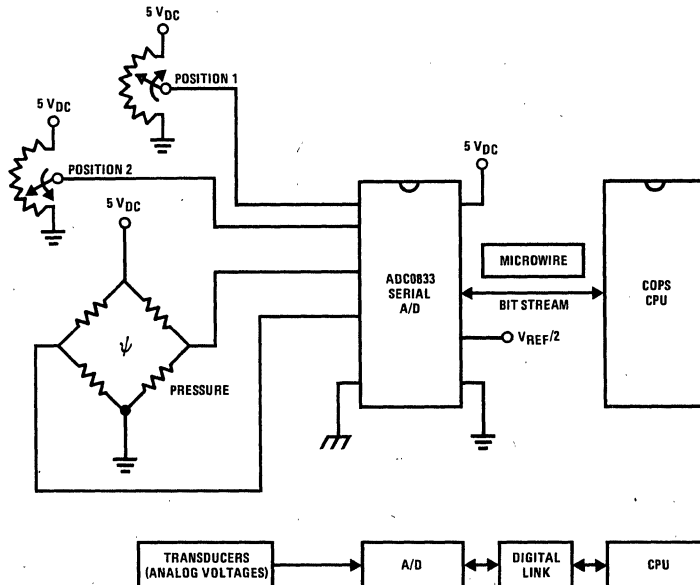 5 VDC
POSITION 1
5 VDC
POSITION 2
5 VDC
5 VDC
ADC0833
SERIAL
A/D
MICROWIRE
BIT STREAM
COPS
CPU
VREF/2
ψ
PRESSURE
TRANSDUCERS
(ANALOG VOLTAGES)
A/D
DIGITAL
LINK
CPU